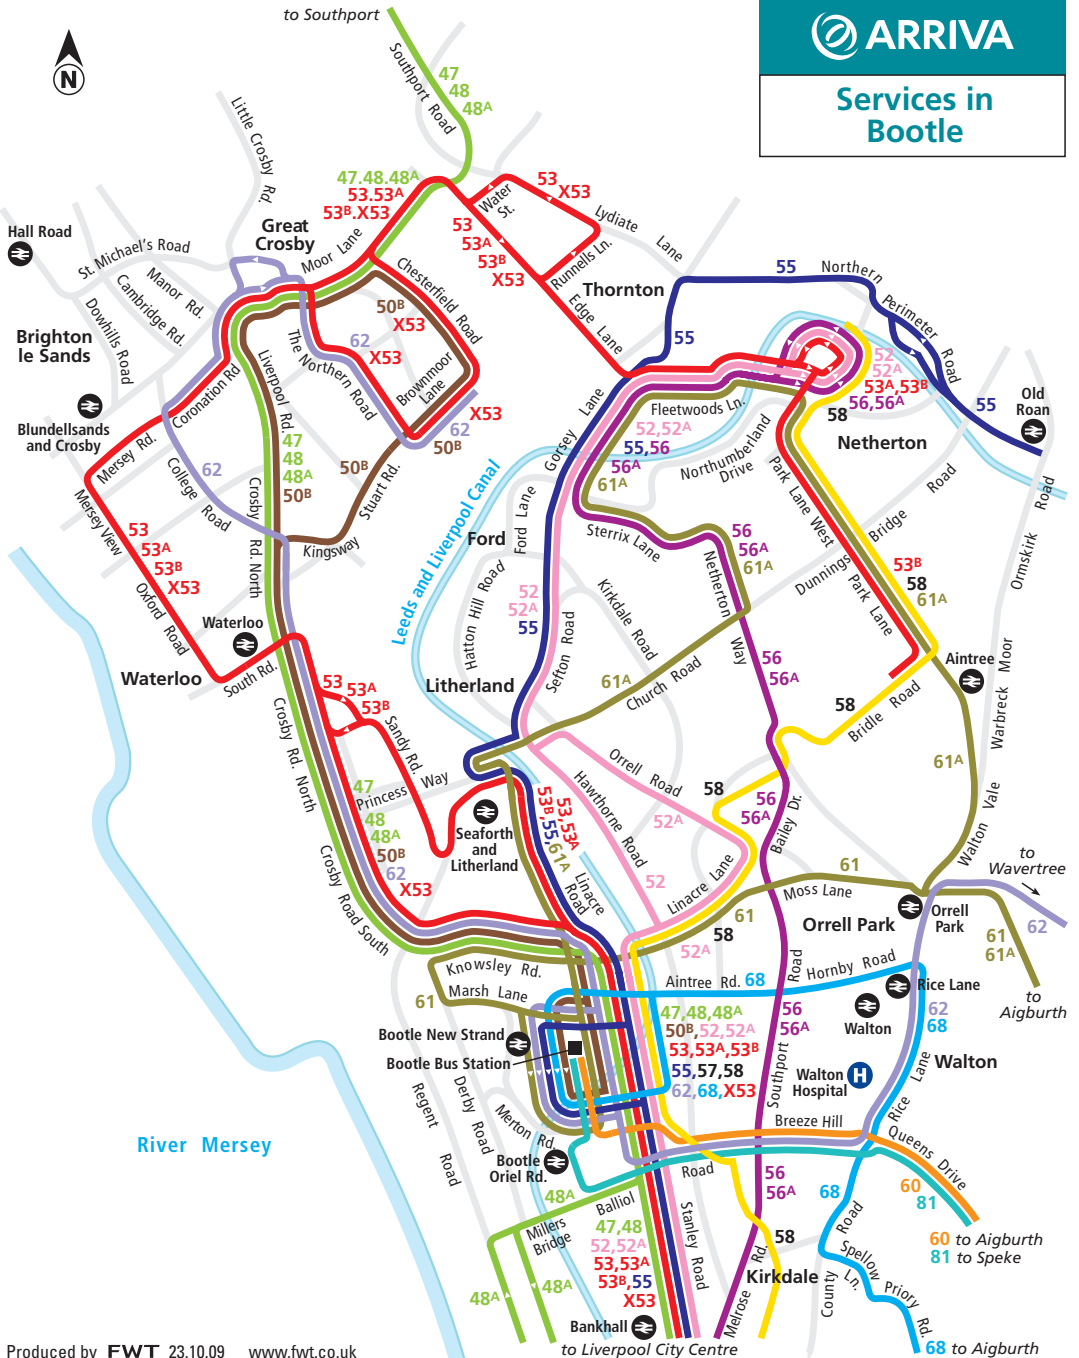 to Southport
ARRIVA
Services in
Bootle
N
Southport Road
47
48
48A
Little Crosby Rd.
47.48.48A
53.53A
53B.X53
53
X53
Water
St.
Lydiate Lane
Hall Road
St. Michael's Road
Great
Crosby
Moor Lane
53
53A
53B
X53
Runnells Ln.
Thornton
Edge Lane
55
Northern Perimeter Road
Manor Rd.
Cambridge Rd.
Dowhills Road
Chesterfield Road
50B
X53
Brighton
le Sands
62
X53
The Northern Road
Brownmoor
Lane
55
52
52A
53A,53B
56,56A
58
55
Old
Roan
Liverpool Rd.
Coronation Rd
Blundellsands
and Crosby
X53
62
50B
Gorsey Lane
Fleetwoods Ln.
52,52A
55,56
56A
61A
Northumberland
Drive
Netherton
Mersey Rd.
47
48
48A
50B
62
College Road
50B
Stuart Rd.
Kingsway
Crosby Rd. North
Leeds and Liverpool Canal
Ford
Ford Lane
Sterrix Lane
56
56A
61A
Netherton Way
Park Lane West
Dunnings Bridge Road
Ormskirk Road
Mersey View
53
53A
53B
X53
Oxford Road
Hatton Hill Road
52
52A
55
Kirkdale Road
Park Lane
53B
58
61A
Waterloo
Waterloo
South Rd.
Litherland
Sefton Road
61A
Church Road
56
56A
Aintree
58
Bridle Road
Warbreck Moor
53
53A
53B
Sandy Rd.
Crosby Rd. North
Princess Way
47
48
48A
50B
62
X53
Seaforth
and
Litherland
53,53A
53B,55,61A
Orrell Road
Hawthorne Road
52A
52
58
56
56A
Bailey Dr.
61A
Walton Vale
to
Wavertree
Linacre Road
Linacre Lane
61
58
52A
61
Moss Lane
Orrell Park
Orrell
Park
62
Crosby Road South
61
61A
to
Aigburth
Knowsley Rd.
Marsh Lane
61
Aintree Rd. 68
Hornby Road
Rice Lane
Walton
62
68
Bootle New Strand
Bootle Bus Station
47,48,48A
50B,52,52A
53,53A,53B
55,57,58
62,68,X53
56
56A
Southport Road
Walton
Hospital
H
Walton
Rice Lane
Regent Road
Derby Road
Merton Rd.
River Mersey
Bootle
Oriel Rd.
Breeze Hill
Queens Drive
60
81
48A
Balliol Road
56
56A
68
60 to Aigburth
81 to Speke
Millers
Bridge
47,48
52,52A
53,53A
53B,55
X53
Stanley Road
58
Kirkdale
Melrose Rd.
County Road
Spellow
Ln.
Priory Rd.
48A
48A
Bankhall
to Liverpool City Centre
68 to Aigburth
Produced by FWT 23.10.09 www.fwt.co.uk